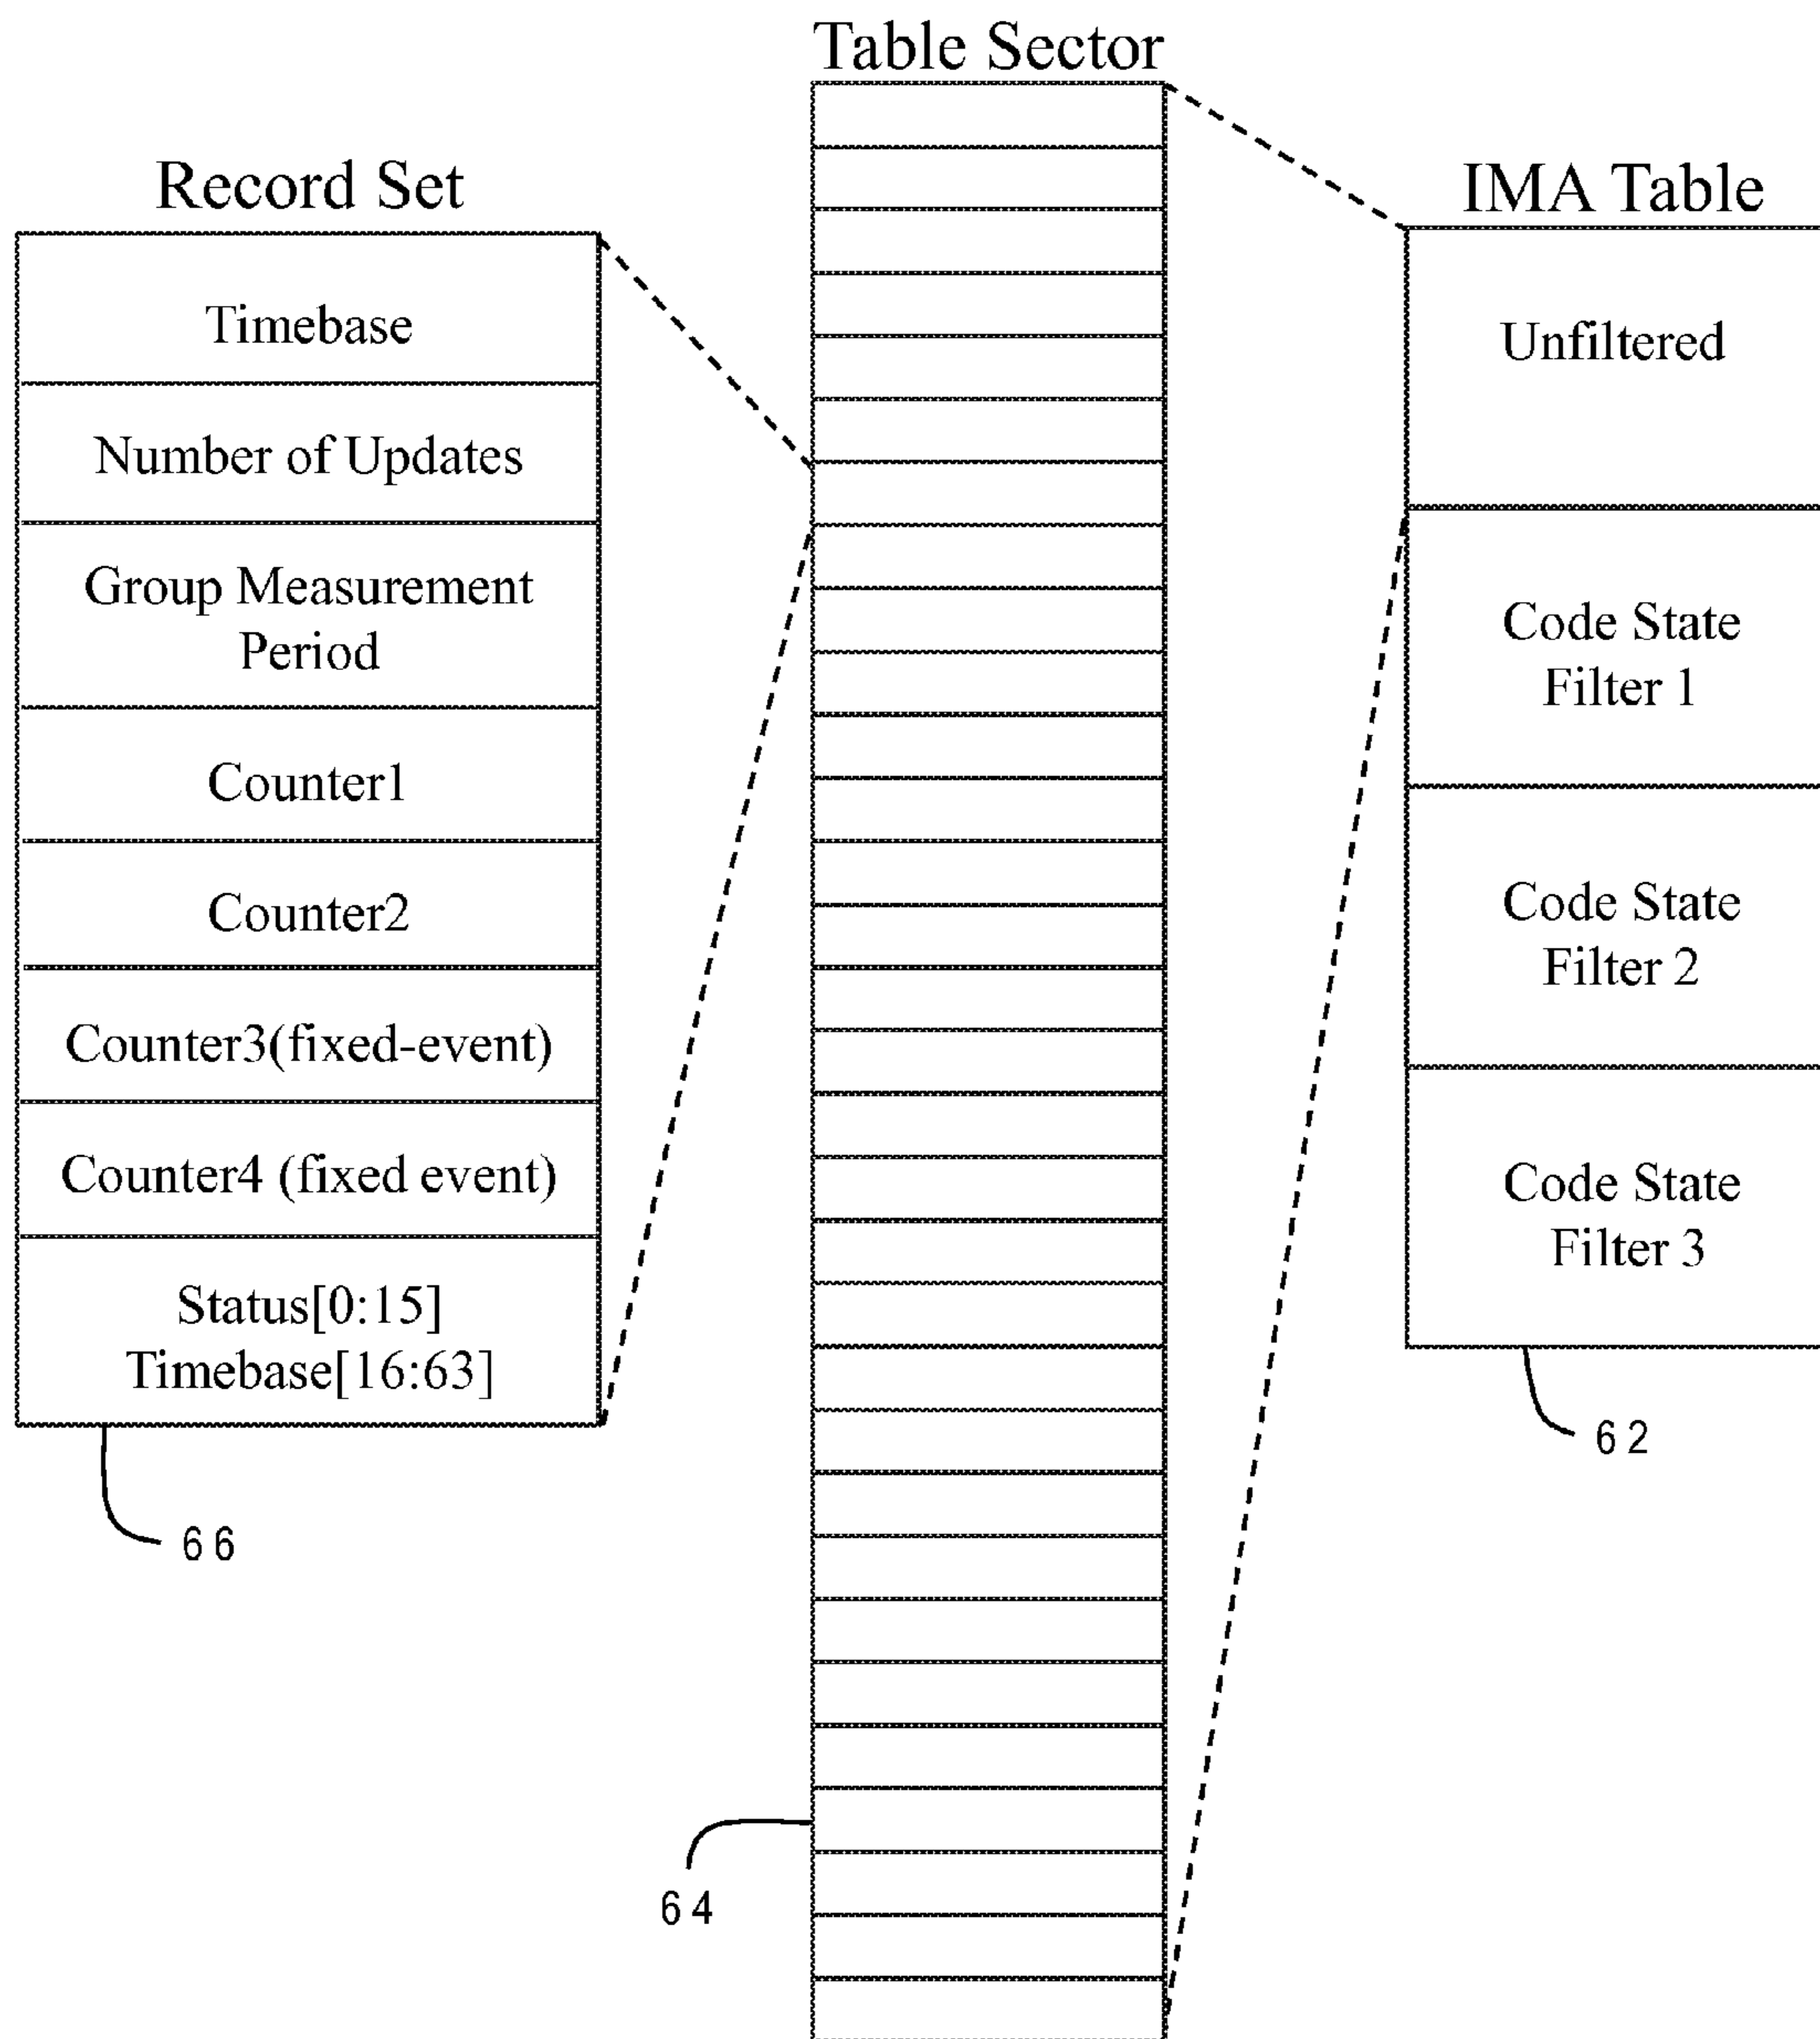 Table Sector
Record Set
Timebase
Number of Updates
Group Measurement
Period
Counter1
Counter2
Counter3(fixed-event)
Counter4 (fixed event)
Status[0:15]
Timebase[16:63]
66
64
IMA Table
Unfiltered
Code State
Filter 1
Code State
Filter 2
Code State
Filter 3
62